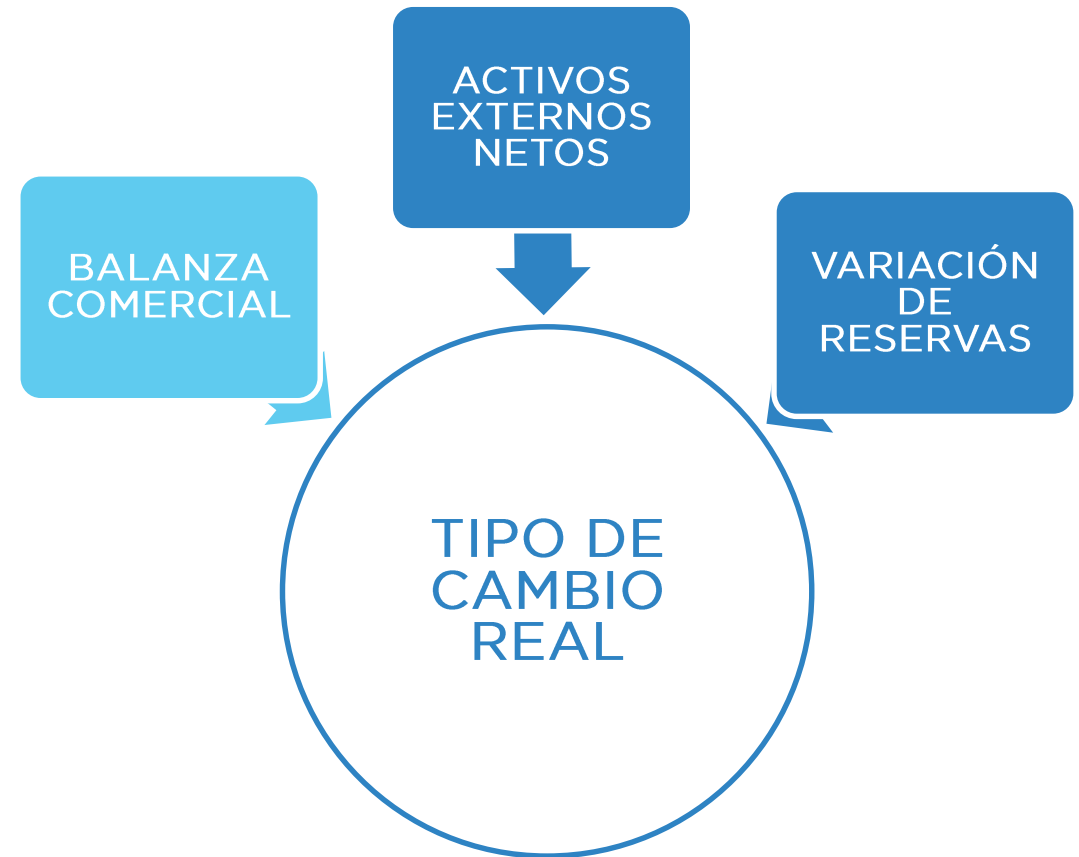 ACTIVOS
EXTERNOS
NETOS
BALANZA
COMERCIAL
VARIACIÓN
DE
RESERVAS
TIPO DE
CAMBIO
REAL